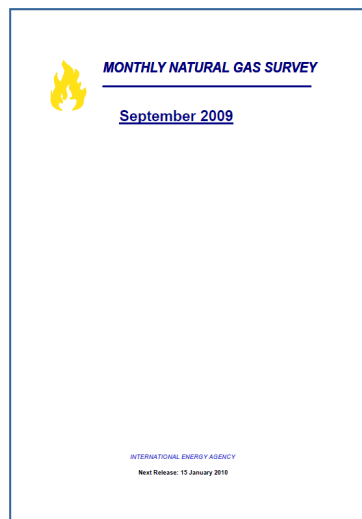 MONTHLY NATURAL GAS SURVEY
September 2009
INTERNATIONAL ENERGY AGENCY
Next Release: 15 January 2010